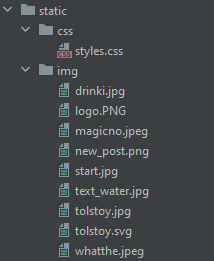 static
css
styles.css
img
drinki.jpg
logo.PNG
magicno.jpeg
new_post.png
start.jpg
text_water.jpg
tolstoy.jpg
tolstoy.svg
whatthe.jpeg